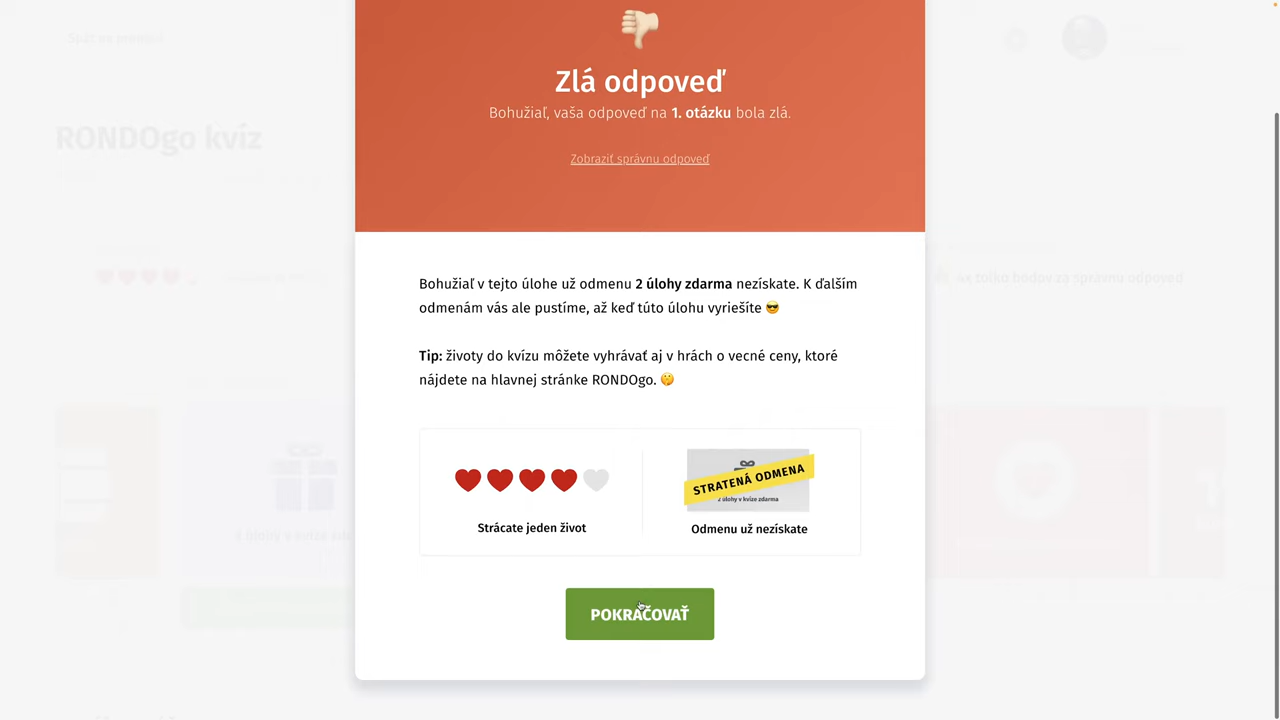 Späť na prehľad
RONDOgo kvíz
Zlá odpoveď
Bohužiaľ, vaša odpoveď na 1. otázku bola zlá.
Zobraziť správnu odpoveď
Bohužiaľ v tejto úlohe už odmenu 2 úlohy zdarma nezískate. K ďalším
odmenám vás ale pustíme, až keď túto úlohu vyriešite 😎
Tip: životy do kvízu môžete vyhrávať aj v hrách o vecné ceny, ktoré
nájdete na hlavnej stránke RONDOgo. 🤫
STRATENÁ ODMENA
2 úlohy v kvíze zdarma
Strácate jeden život
Odmenu už nezískate
POKRAČOVAŤ